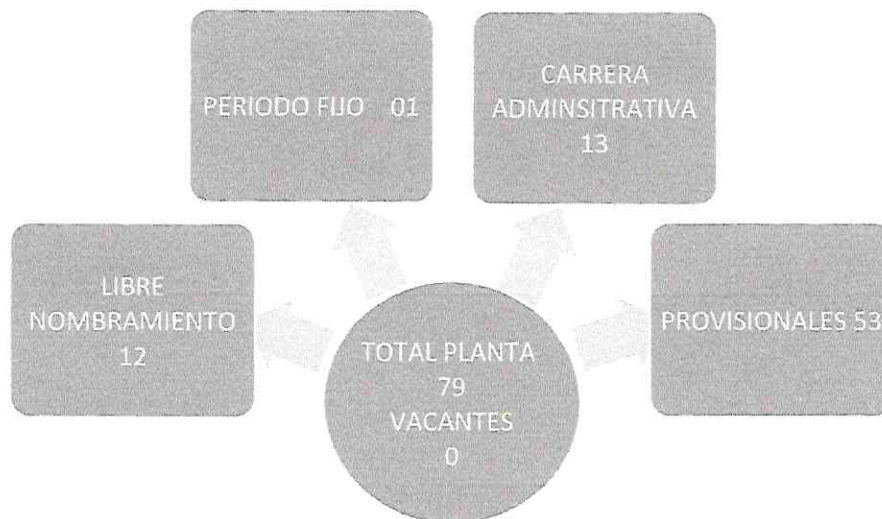 PERIODO FIJO 01
CARRERA
ADMINSITRATIVA
13
LIBRE
NOMBRAMIENTO
12
TOTAL PLANTA
79
VACANTES
0
PROVISIONALES 53